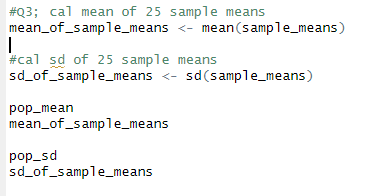 #Q3; cal mean of 25 sample means
mean_of_sample_means <- mean(sample_means)
#cal sd of 25 sample means
sd_of_sample_means <- sd(sample_means)
pop_mean
mean_of_sample_means
pop_sd
sd_of_sample_means